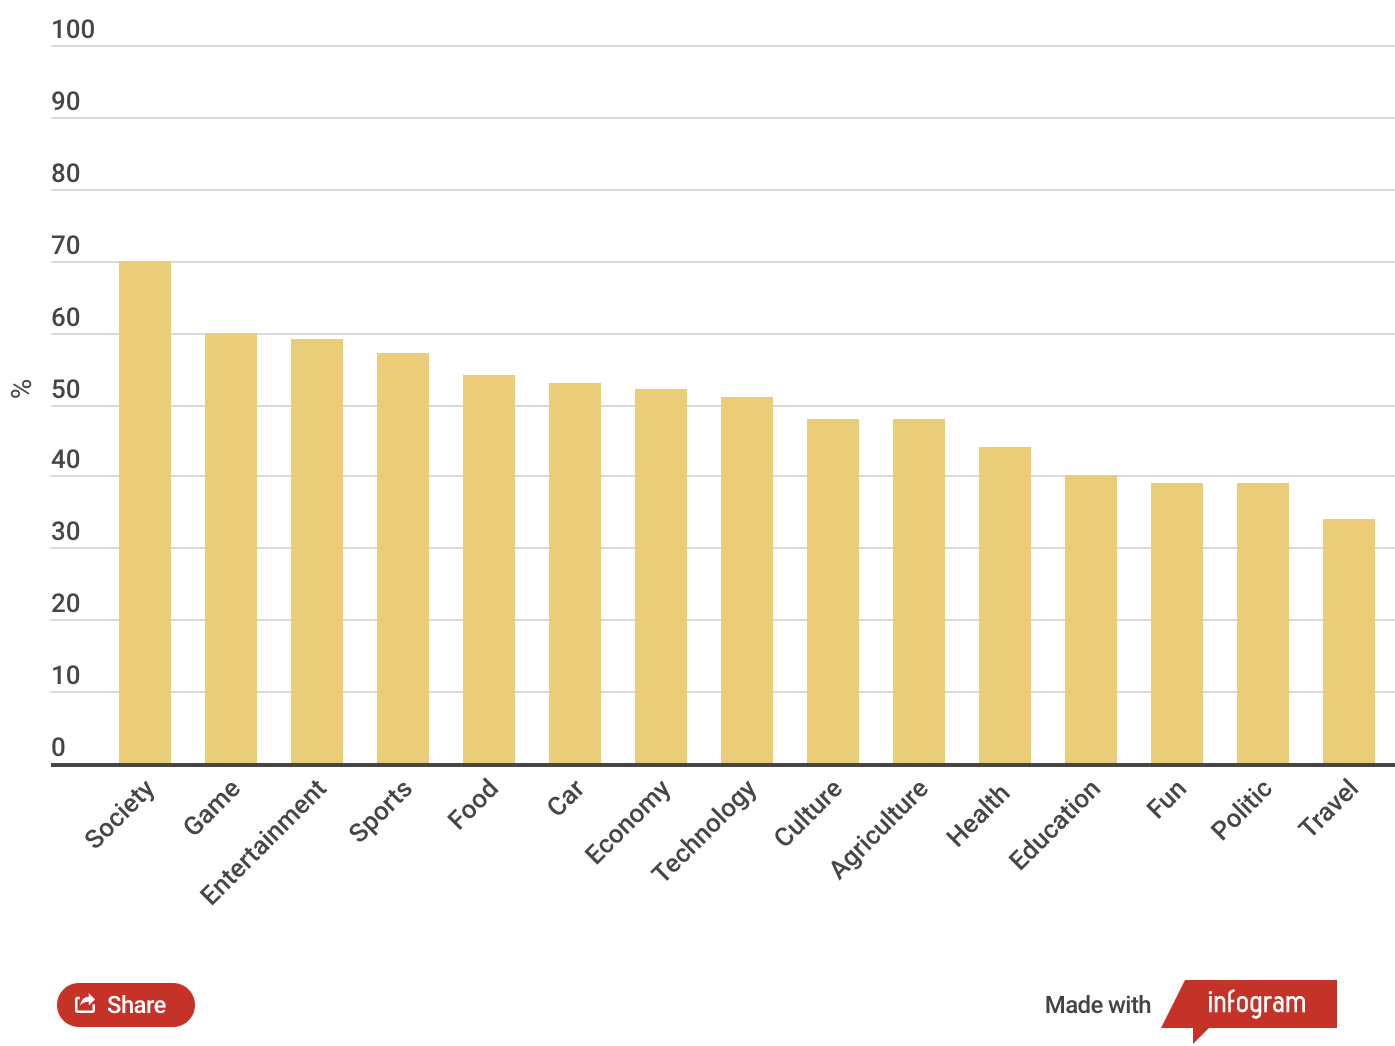 100
90
80
70
60
50
40
30
20
10
0
%
Society
Game
Entertainment
Sports
Food
Car
Economy
Technology
Culture
Agriculture
Health
Education
Fun
Politic
Travel
Share
Made with infogram